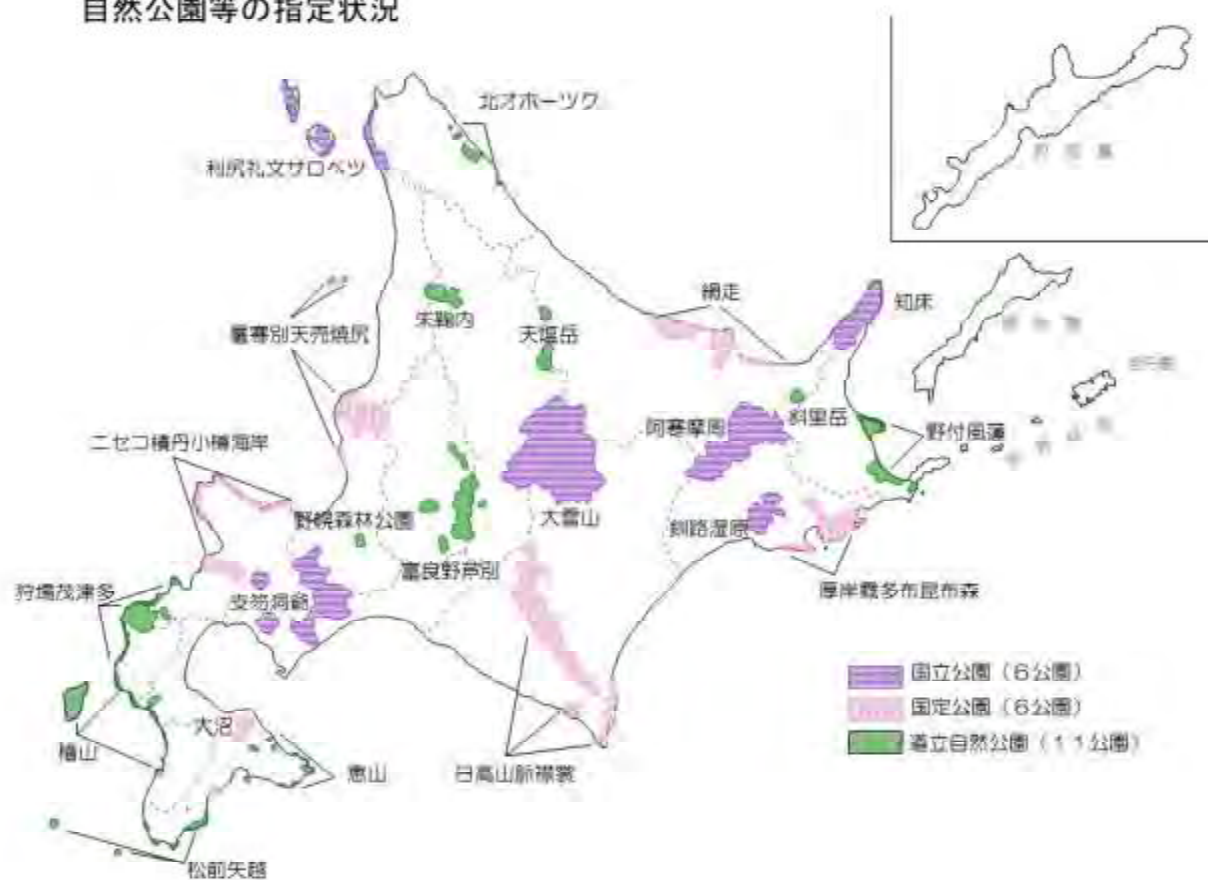 自然公園等の指定状況
北オホーツク
利尻礼文サロベツ
択捉島
網走
知床
朱鞠内
天塩岳
暑寒別天売焼尻
斜里岳
阿寒摩周
野付風蓮
ニセコ積丹小樽海岸
野幌森林公園
大雪山
釧路湿原
富良野芦別
厚岸霧多布昆布森
狩場茂津多
支笏洞爺
国立公園（6公園）
国定公園（6公園）
道立自然公園（11公園）
大沼
檜山
恵山
日高山脈襟裳
松前矢越